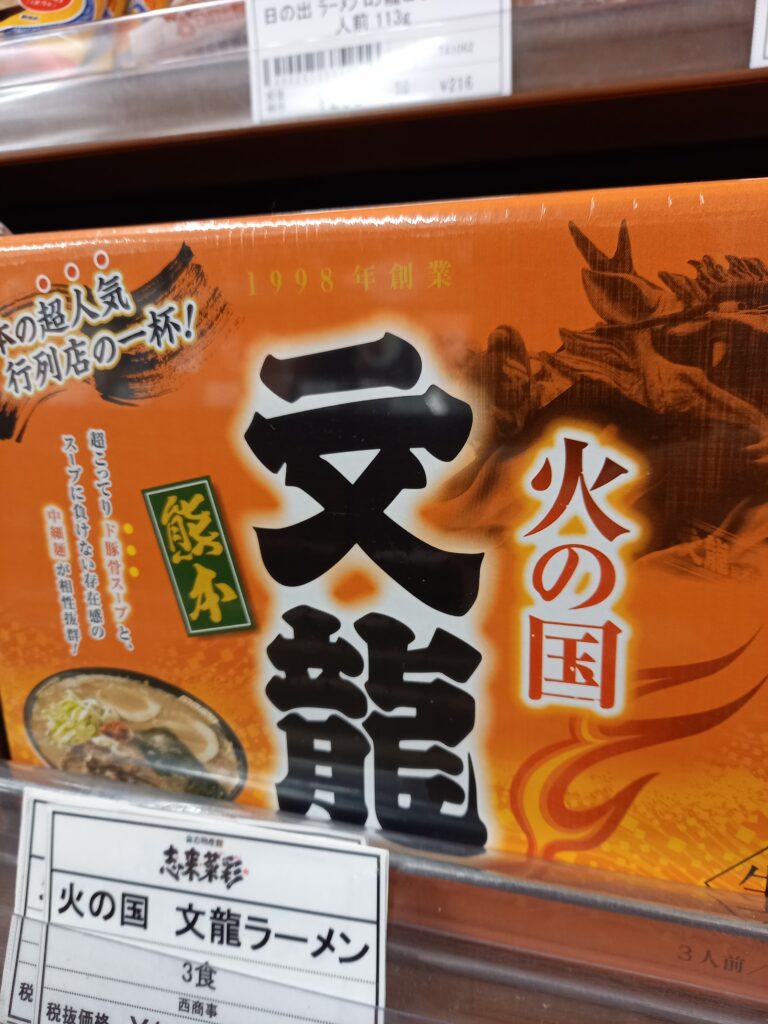 日の出
人前 113g
¥216
1998年創業
本の超人気
行列店の一杯!
超こってりド豚骨スープと、
スープに負けない存在感の
中細麺が相性抜群!
熊本
文龍
火の国
志来菜彩
火の国 文龍ラーメン
3食
西商事
税抜価格
税
3人前/